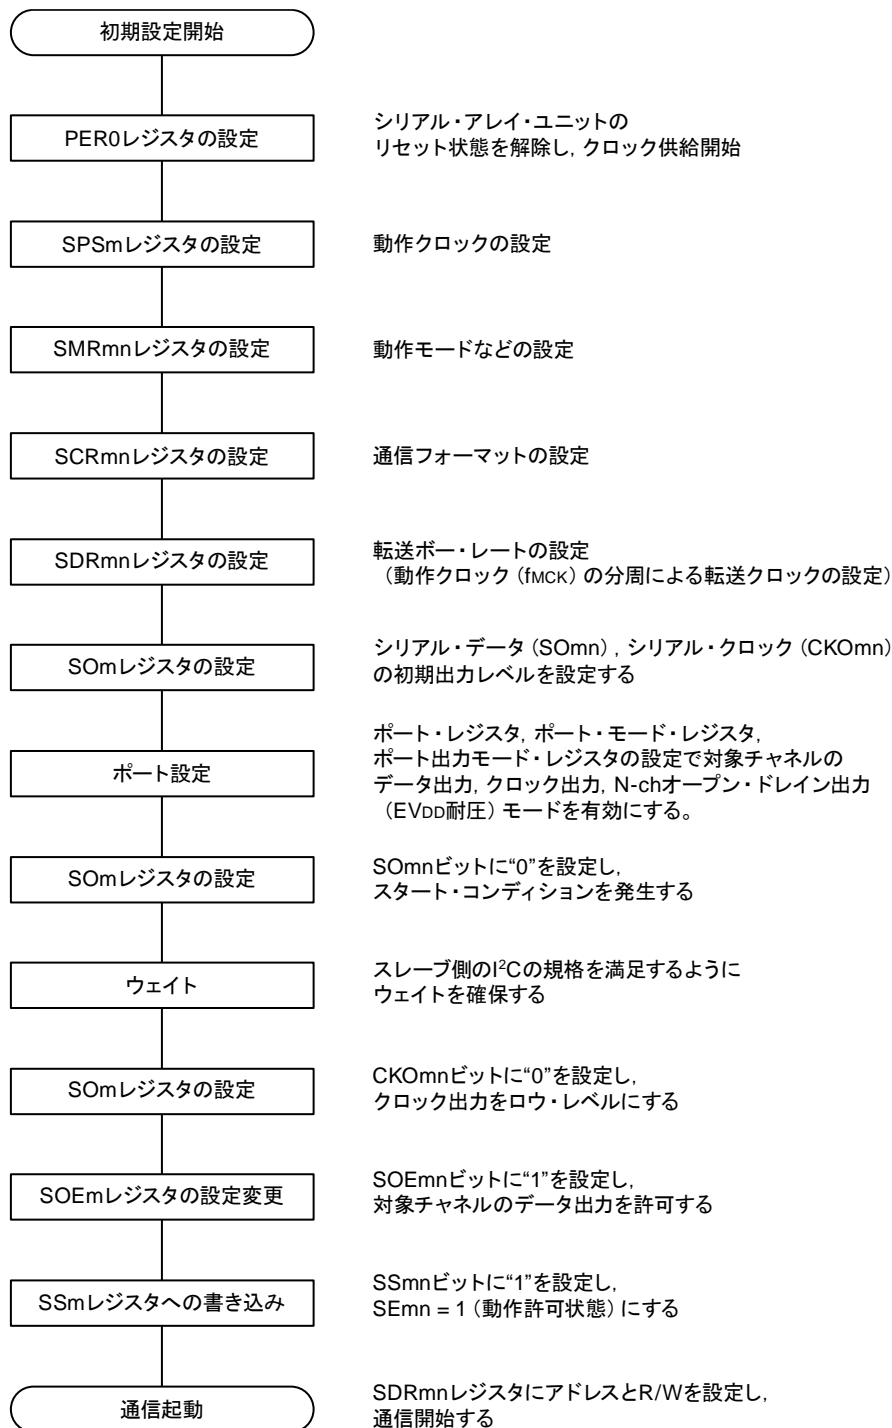 初期設定開始
PER0レジスタの設定
シリアル・アレイ・ユニットの
リセット状態を解除し，クロック供給開始
SPSmレジスタの設定
動作クロックの設定
SMRmnレジスタの設定
動作モードなどの設定
SCRmnレジスタの設定
通信フォーマットの設定
SDRmnレジスタの設定
転送ボー・レートの設定
（動作クロック（fMCK）の分周による転送クロックの設定）
SOmレジスタの設定
シリアル・データ（SOmn），シリアル・クロック（CKOmn）
の初期出力レベルを設定する
ポート設定
ポート・レジスタ，ポート・モード・レジスタ，
ポート出力モード・レジスタの設定で対象チャネルの
データ出力，クロック出力，N-chオープン・ドレイン出力
（EVDD耐圧）モードを有効にする。
SOmレジスタの設定
SOmnビットに“0”を設定し，
スタート・コンディションを発生する
ウェイト
スレーブ側のI²Cの規格を満足するように
ウェイトを確保する
SOmレジスタの設定
CKOmnビットに“0”を設定し，
クロック出力をロウ・レベルにする
SOEmレジスタの設定変更
SOEmnビットに“1”を設定し，
対象チャネルのデータ出力を許可する
SSmレジスタへの書き込み
SSmnビットに“1”を設定し，
SEmn = 1（動作許可状態）にする
通信起動
SDRmnレジスタにアドレスとR/Wを設定し，
通信開始する